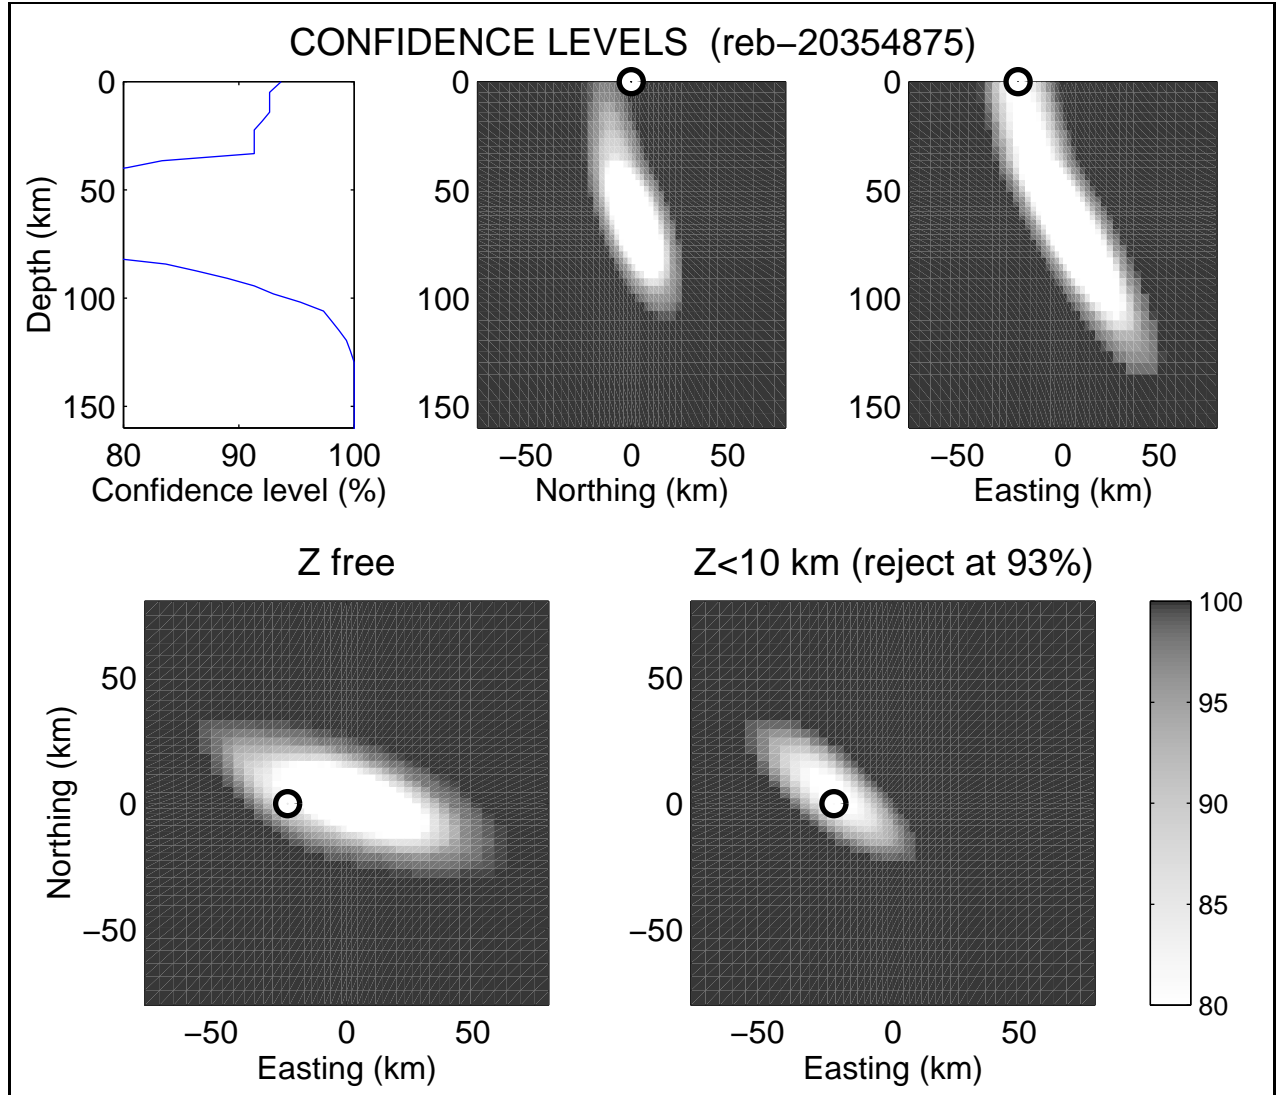 CONFIDENCE LEVELS (reb−20354875)
0
50
100
150
Depth (km)
80 90 100
Confidence level (%)
0
50
100
150
−50 0 50
Northing (km)
0
50
100
150
−50 0 50
Easting (km)
Z free
50
0
−50
Northing (km)
−50 0 50
Easting (km)
Z<10 km (reject at 93%)
50
0
−50
−50 0 50
Easting (km)
100
95
90
85
80